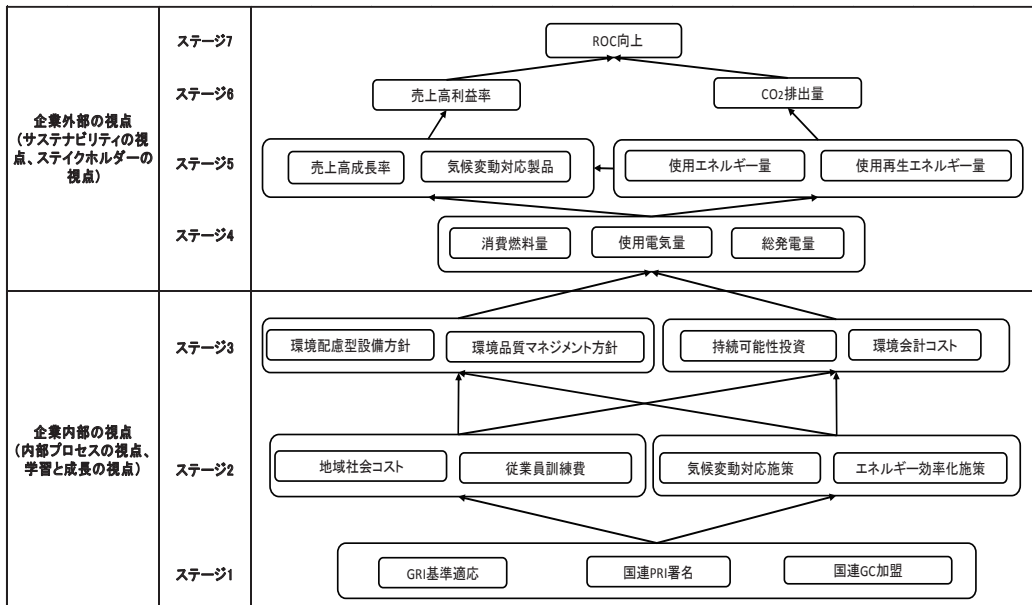 ステージ7
ROC向上
ステージ6
売上高利益率
CO2排出量
企業外部の視点
(サステナビリティの視
点、ステイクホルダーの
視点)
ステージ5
売上高成長率
気候変動対応製品
使用エネルギー量
使用再生エネルギー量
ステージ4
消費燃料量
使用電気量
総発電量
ステージ3
環境配慮型設備方針
環境品質マネジメント方針
持続可能性投資
環境会計コスト
企業内部の視点
(内部プロセスの視点、
学習と成長の視点)
ステージ2
地域社会コスト
従業員訓練費
気候変動対応施策
エネルギー効率化施策
ステージ1
GRI基準適応
国連PRI署名
国連GC加盟